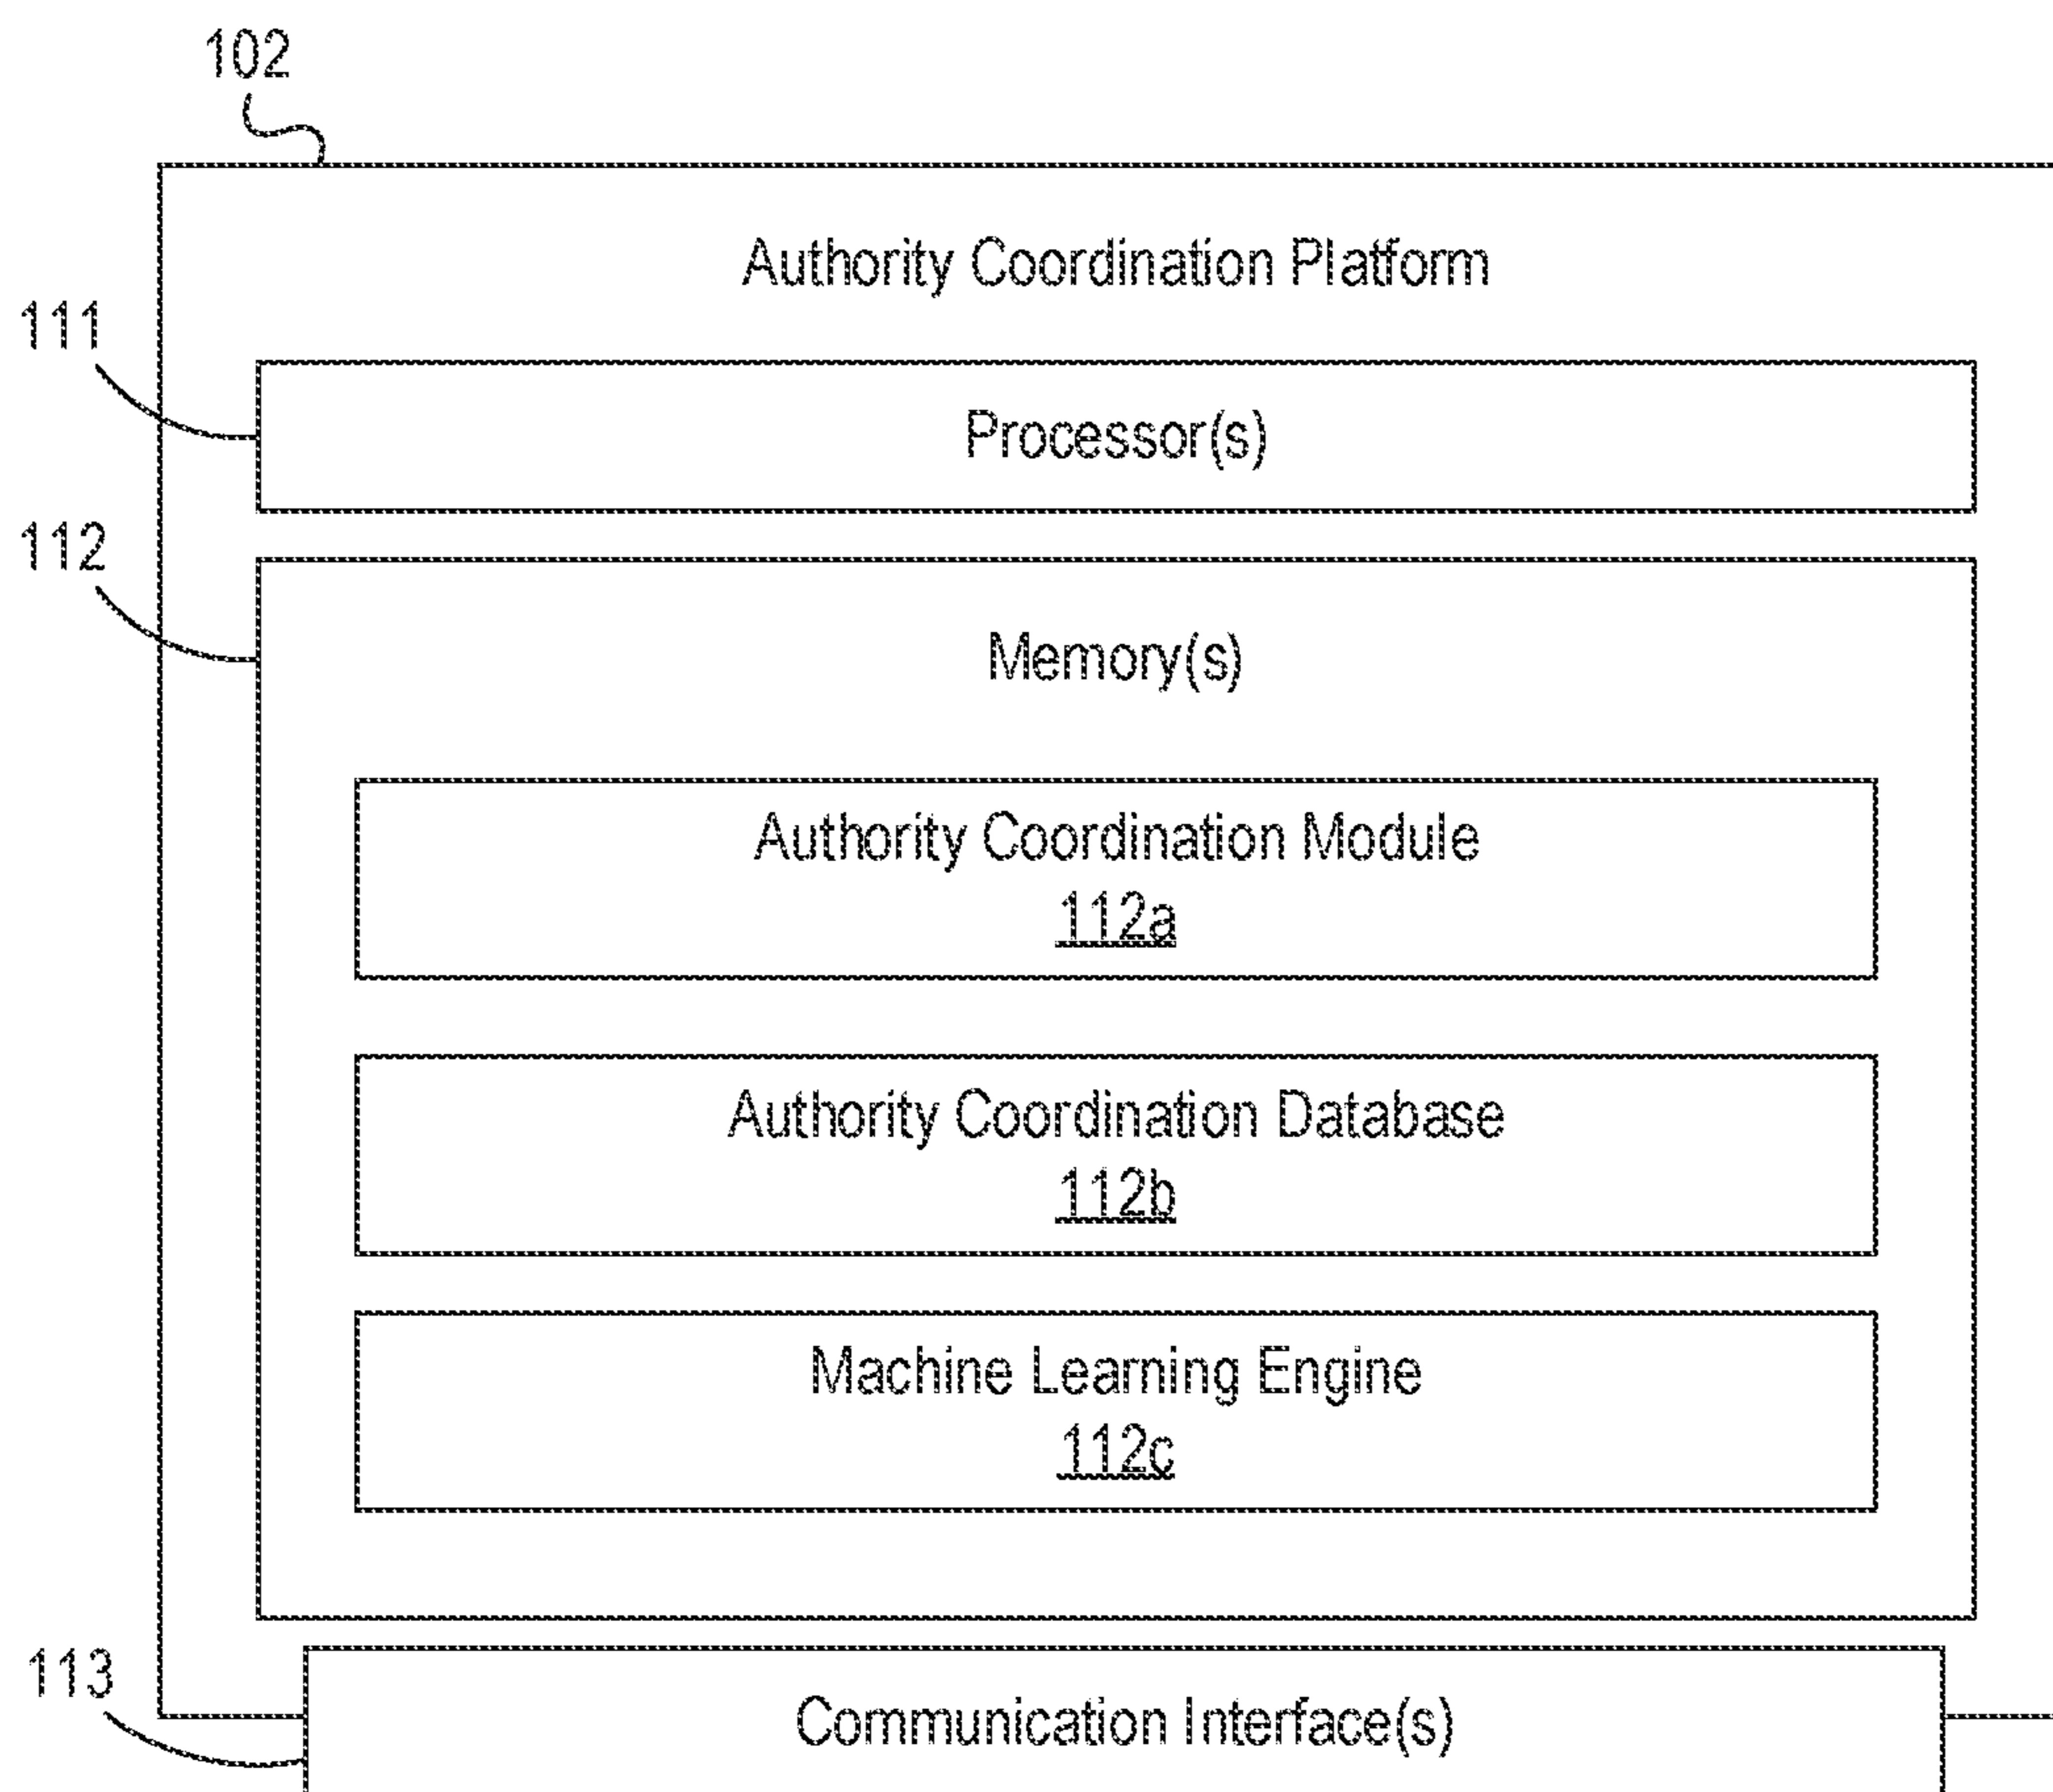 102
Authority Coordination Platform
111
Processor(s)
112
Memory(s)
Authority Coordination Module
112a
Authority Coordination Database
112b
Machine Learning Engine
112c
113
Communication Interface(s)